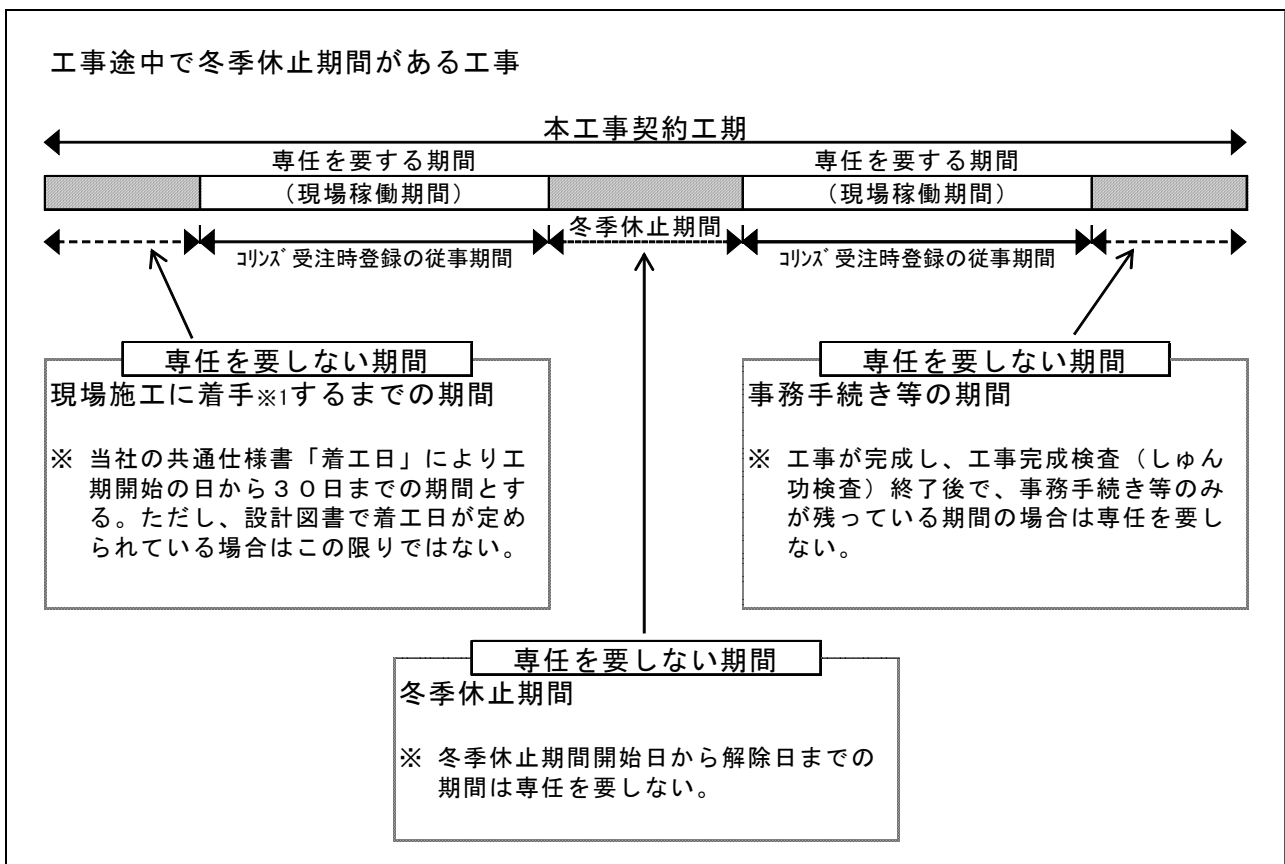 工事途中で冬季休止期間がある工事
本工事契約工期
専任を要する期間
専任を要する期間
(現場稼働期間)
(現場稼働期間)
冬季休止期間
コリンズ受注時登録の従事期間
コリンズ受注時登録の従事期間
専任を要しない期間
現場施工に着手※1するまでの期間
※ 当社の共通仕様書「着工日」により工
期開始の日から30日までの期間とす
る。ただし、設計図書で着工日が定め
られている場合はこの限りではない。
専任を要しない期間
事務手続き等の期間
※ 工事が完成し、工事完成検査(しゅん
功検査)終了後で、事務手続き等のみ
が残っている期間の場合は専任を要し
ない。
専任を要しない期間
冬季休止期間
※ 冬季休止期間開始日から解除日までの
期間は専任を要しない。